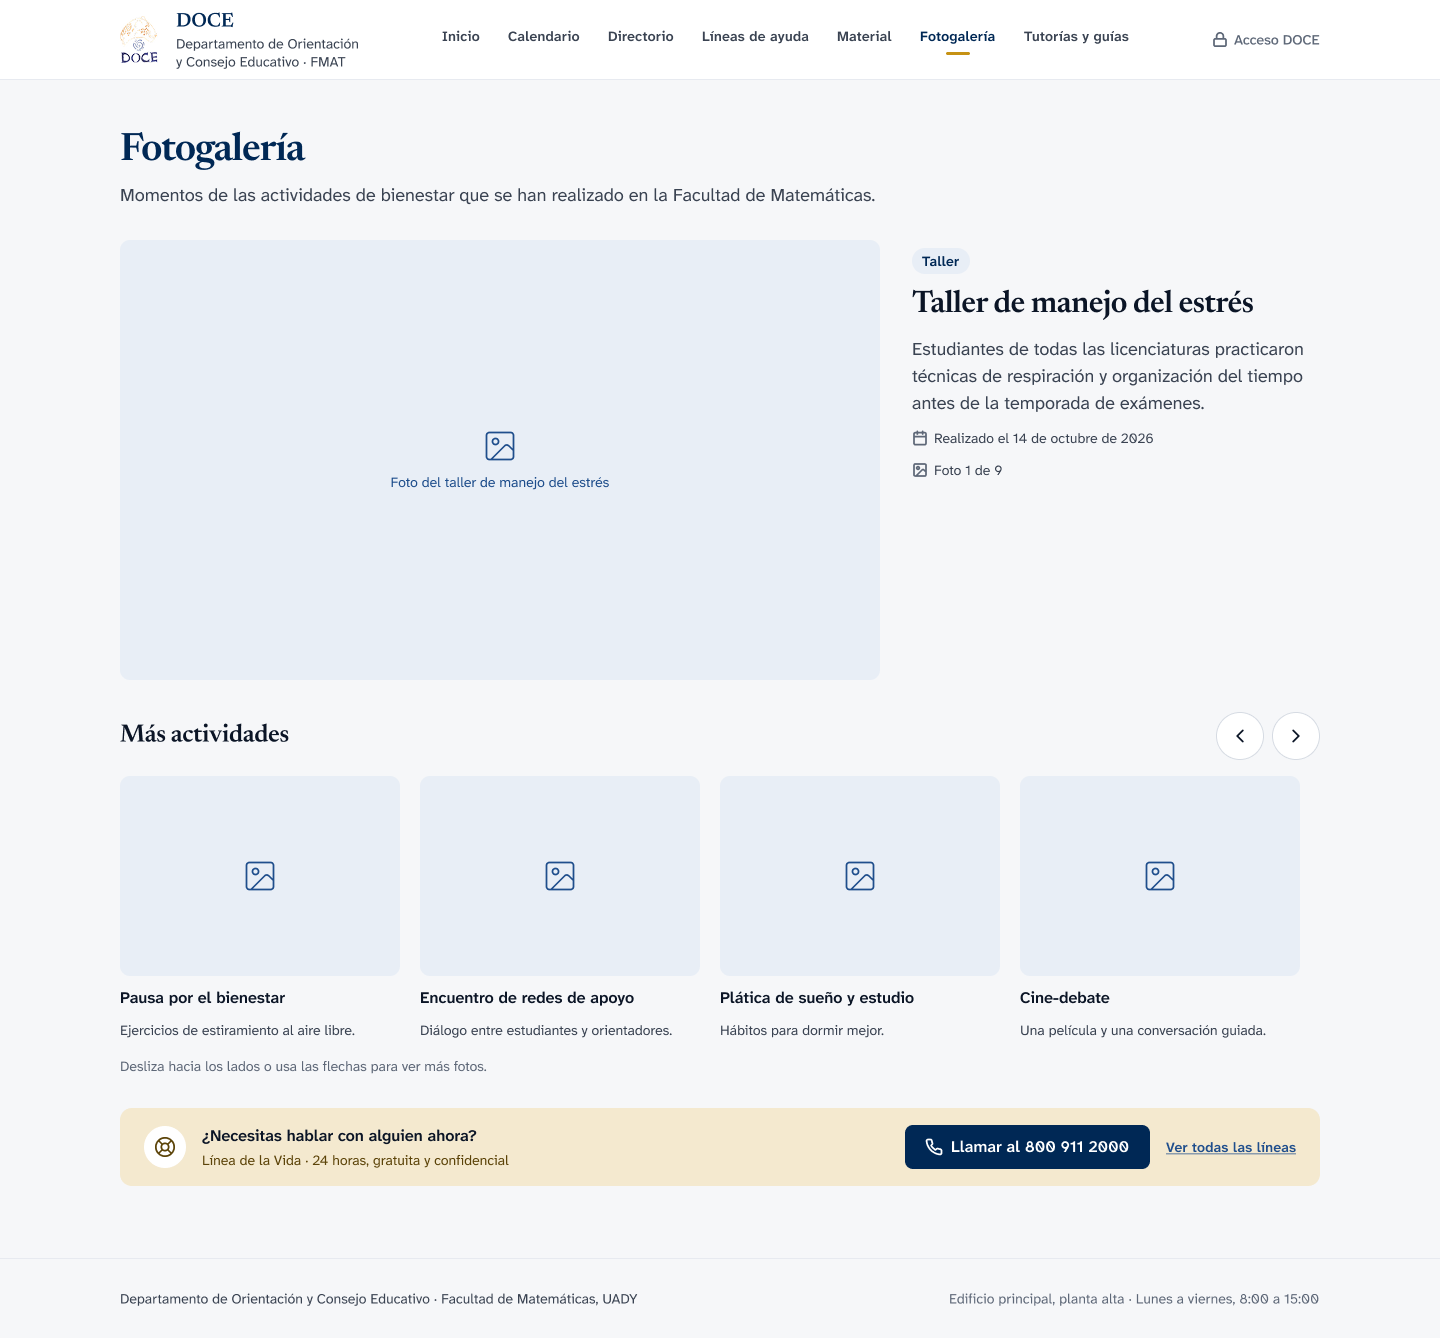 DOCE
DOCE
Departamento de Orientación
y Consejo Educativo · FMAT
Inicio
Calendario
Directorio
Líneas de ayuda
Material
Fotogalería
Tutorías y guías
Acceso DOCE
Fotogalería
Momentos de las actividades de bienestar que se han realizado en la Facultad de Matemáticas.
Foto del taller de manejo del estrés
Taller
Taller de manejo del estrés
Estudiantes de todas las licenciaturas practicaron
técnicas de respiración y organización del tiempo
antes de la temporada de exámenes.
Realizado el 14 de octubre de 2026
Foto 1 de 9
Más actividades
Pausa por el bienestar
Ejercicios de estiramiento al aire libre.
Encuentro de redes de apoyo
Diálogo entre estudiantes y orientadores.
Plática de sueño y estudio
Hábitos para dormir mejor.
Cine-debate
Una película y una conversación guiada.
Desliza hacia los lados o usa las flechas para ver más fotos.
¿Necesitas hablar con alguien ahora?
Línea de la Vida · 24 horas, gratuita y confidencial
Llamar al 800 911 2000
Ver todas las líneas
Departamento de Orientación y Consejo Educativo · Facultad de Matemáticas, UADY
Edificio principal, planta alta · Lunes a viernes, 8:00 a 15:00